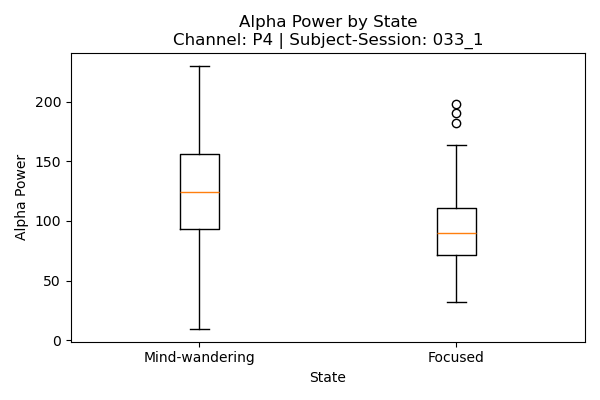 Alpha Power by State
Channel: P4 | Subject-Session: 033_1
Alpha Power
200
150
100
50
0
Mind-wandering
Focused
State